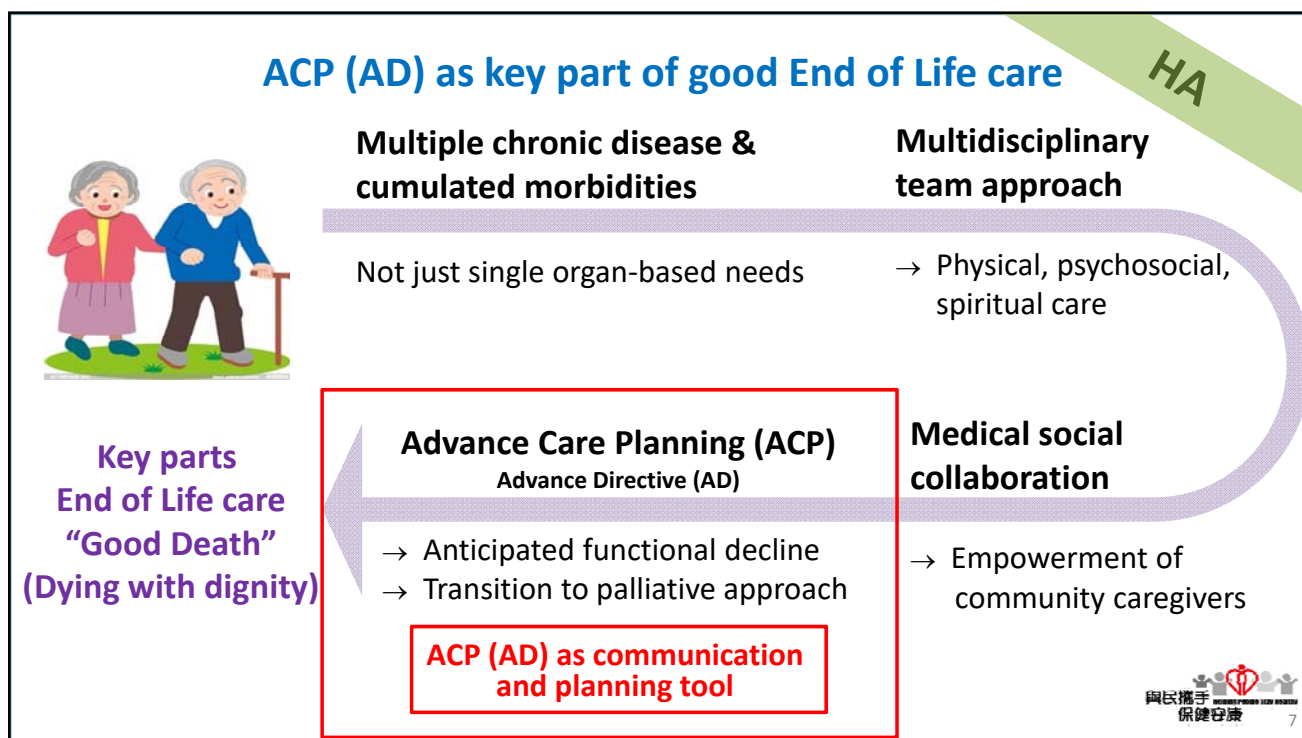 ACP (AD) as key part of good End of Life care
HA
Multiple chronic disease &
cumulated morbidities
Not just single organ-based needs
Multidisciplinary
team approach
→ Physical, psychosocial,
spiritual care
Medical social
collaboration
→ Empowerment of
community caregivers
Advance Care Planning (ACP)
Advance Directive (AD)
→ Anticipated functional decline
→ Transition to palliative approach
ACP (AD) as communication
and planning tool
Key parts
End of Life care
“Good Death”
(Dying with dignity)
與民攜手
保健安康
HELPING PEOPLE STAY HEALTHY
7